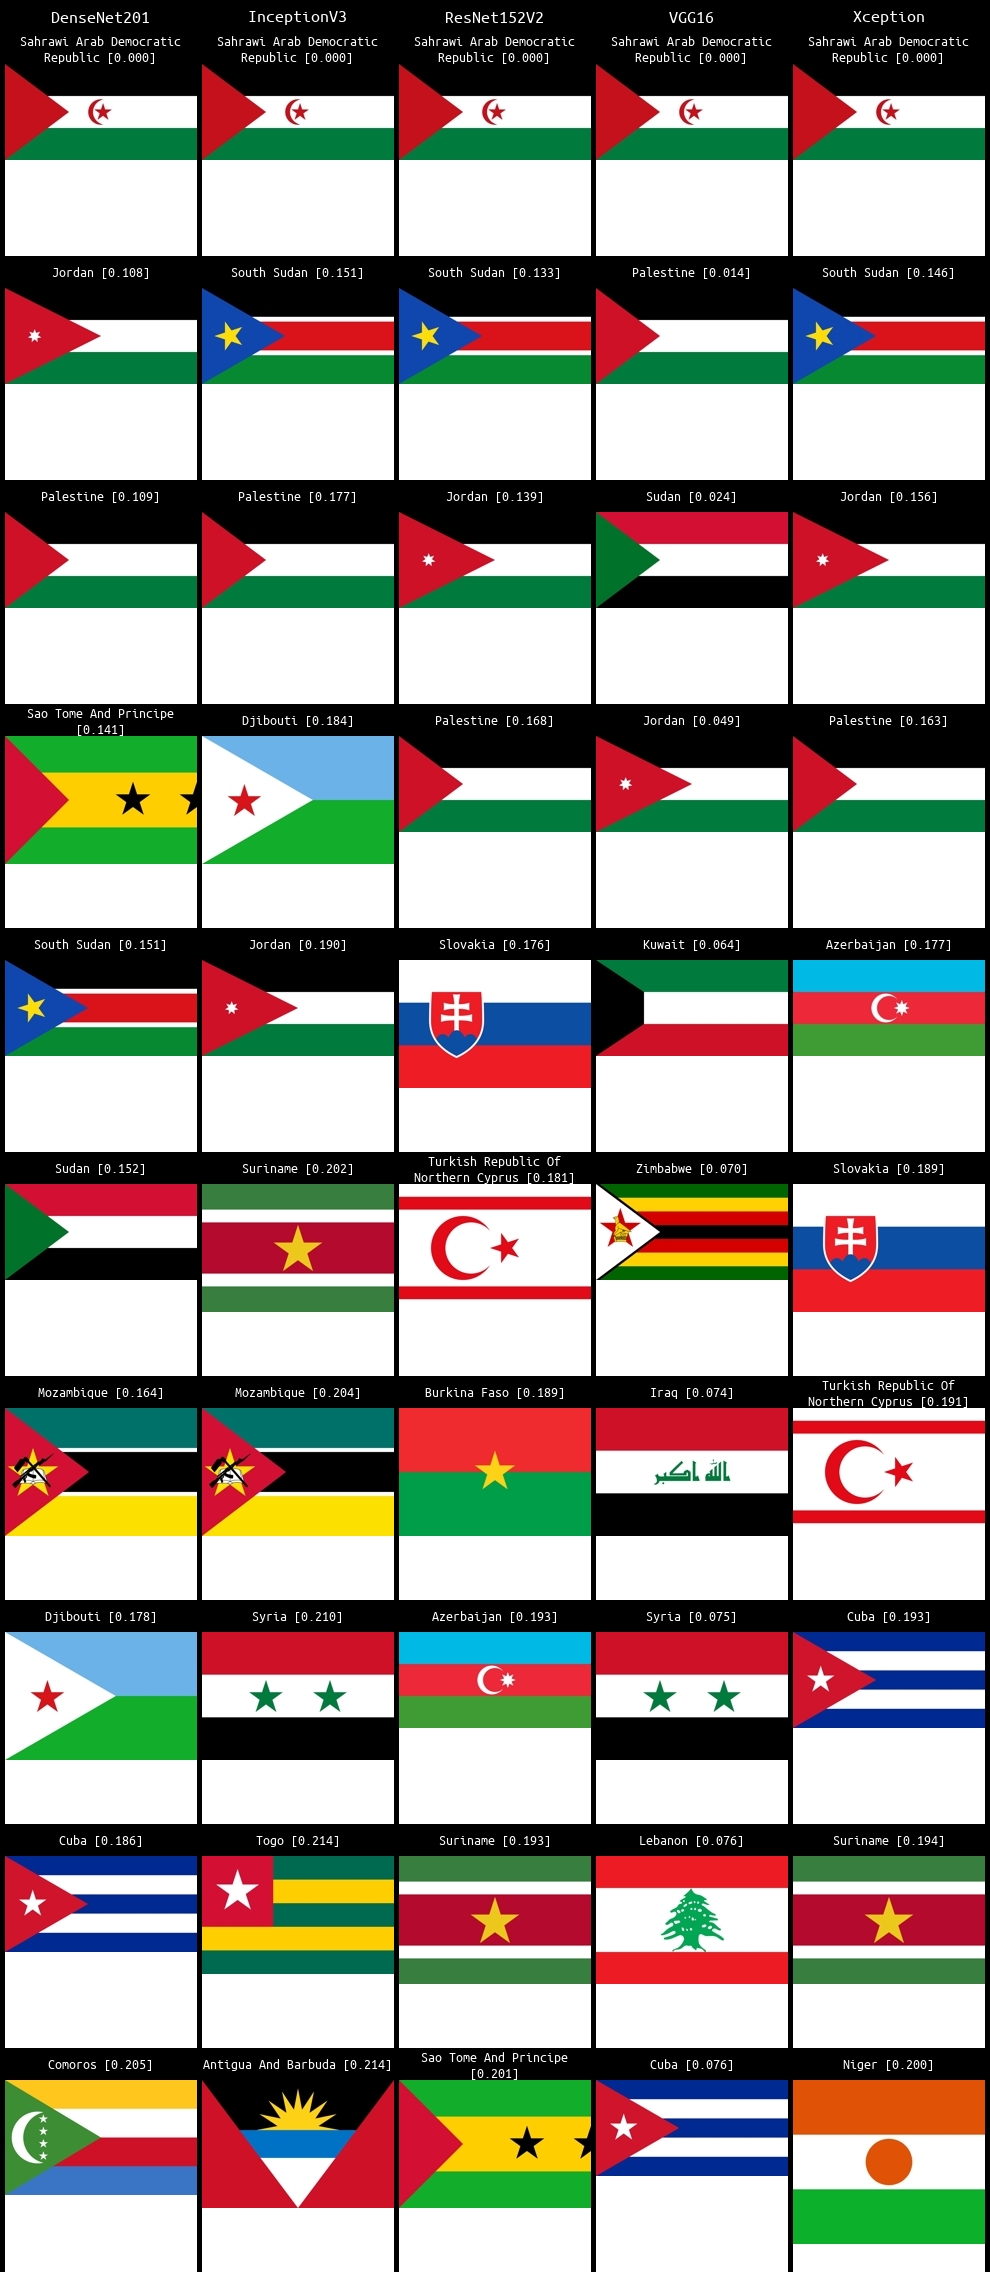 DenseNet201 InceptionV3 ResNet152V2 VGG16 Xception
Sahrawi Arab Democratic Sahrawi Arab Democratic Sahrawi Arab Democratic Sahrawi Arab Democratic Sahrawi Arab Democratic
Republic [0.000] Republic [0.000] Republic [0.000] Republic [0.000] Republic [0.000]
Jordan [0.108] South Sudan [0.151] South Sudan [0.133] Palestine [0.014] South Sudan [0.146]
Palestine [0.109] Palestine [0.177] Jordan [0.139] Sudan [0.024] Jordan [0.156]
Sao Tome And Principe
[0.141] Djibouti [0.184] Palestine [0.168] Jordan [0.049] Palestine [0.163]
South Sudan [0.151] Jordan [0.190] Slovakia [0.176] Kuwait [0.064] Azerbaijan [0.177]
Sudan [0.152] Suriname [0.202] Turkish Republic Of
Northern Cyprus [0.181] Zimbabwe [0.070] Slovakia [0.189]
Mozambique [0.164] Mozambique [0.204] Burkina Faso [0.189] Iraq [0.074] Turkish Republic Of
Northern Cyprus [0.191]
الله اكبر
Djibouti [0.178] Syria [0.210] Azerbaijan [0.193] Syria [0.075] Cuba [0.193]
Cuba [0.186] Togo [0.214] Suriname [0.193] Lebanon [0.076] Suriname [0.194]
Comoros [0.205] Antigua And Barbuda [0.214] Sao Tome And Principe
[0.201] Cuba [0.076] Niger [0.200]